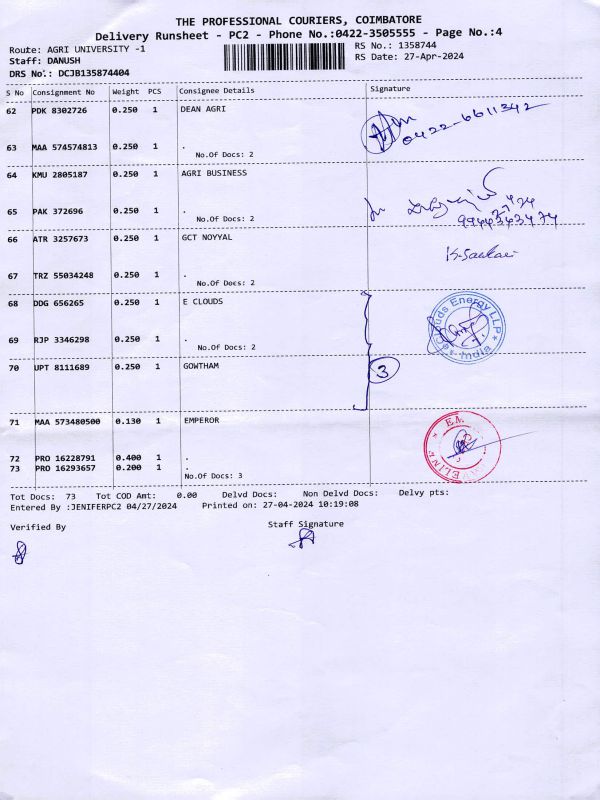 THE PROFESSIONAL COURIERS, COIMBATORE
Delivery Runsheet - PC2 - Phone No.:0422-3505555 - Page No.:4
Route: AGRI UNIVERSITY -1
RS No.: 1358744
Staff: DANUSH
RS Date: 27-Apr-2024
DRS No.: DCJB135874404
S No Consignment No Weight PCS Consignee Details Signature
62 PDK 8302726 0.250 1 DEAN AGRI
0422-6611342
63 MAA 574574813 0.250 1 .
No.Of Docs: 2
64 KMU 2805187 0.250 1 AGRI BUSINESS
65 PAK 372696 0.250 1 .
No.Of Docs: 2
9944343474
66 ATR 3257673 0.250 1 GCT NOYYAL
K. Sankari
67 TRZ 55034248 0.250 1 .
No.Of Docs: 2
68 DDG 656265 0.250 1 E CLOUDS
Clouds Energy LLP
India
69 RJP 3346298 0.250 1 .
No.Of Docs: 2
70 UPT 8111689 0.250 1 GOWTHAM
3
71 MAA 573480500 0.130 1 EMPEROR
72 PRO 16228791 0.400 1 .
73 PRO 16293657 0.200 1 .
No.Of Docs: 3
Tot Docs: 73 Tot COD Amt: 0.00 Delvd Docs: Non Delvd Docs: Delvy pts:
Entered By :JENIFERPC2 04/27/2024 Printed on: 27-04-2024 10:19:08
Verified By
Staff Signature